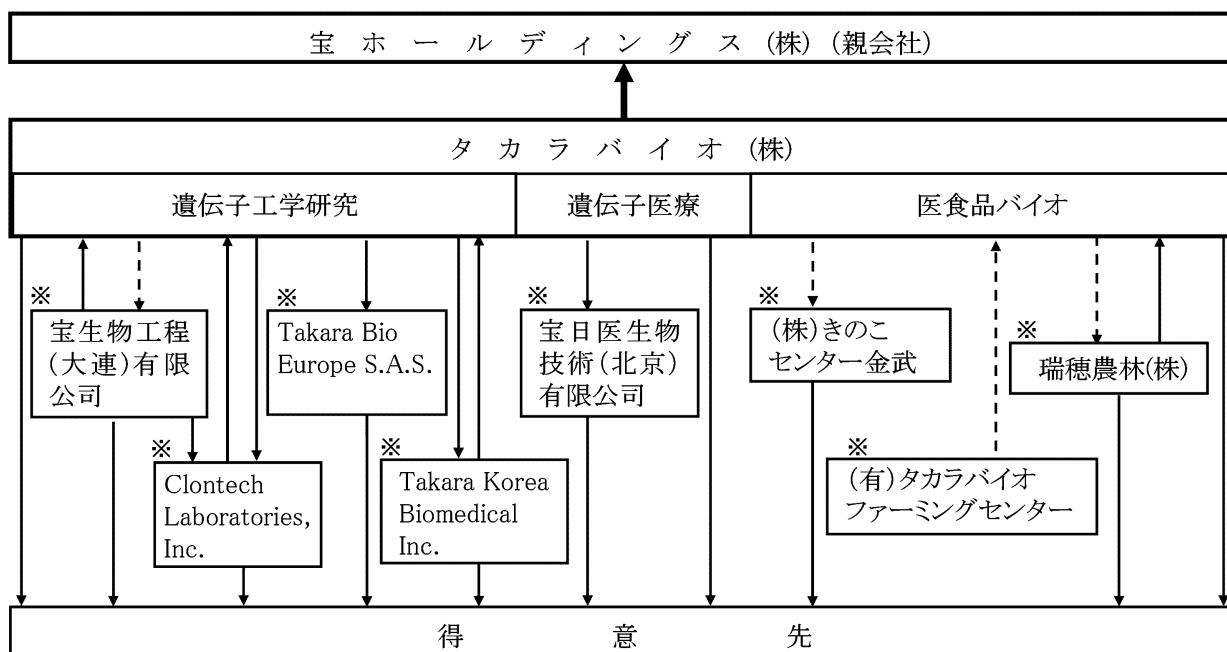 宝ホールディングス(株)(親会社)
タカラバイオ(株)
遺伝子工学研究
遺伝子医療
医食品バイオ
※
宝生物工程
(大連)有限
公司
※
Clontech
Laboratories,
Inc.
※
Takara Bio
Europe S.A.S.
※
Takara Korea
Biomedical
Inc.
※
宝日医生物
技術(北京)
有限公司
※
(株)きのこ
センター金武
※
(有)タカラバイオ
ファーミングセンター
※
瑞穂農林(株)
得意先